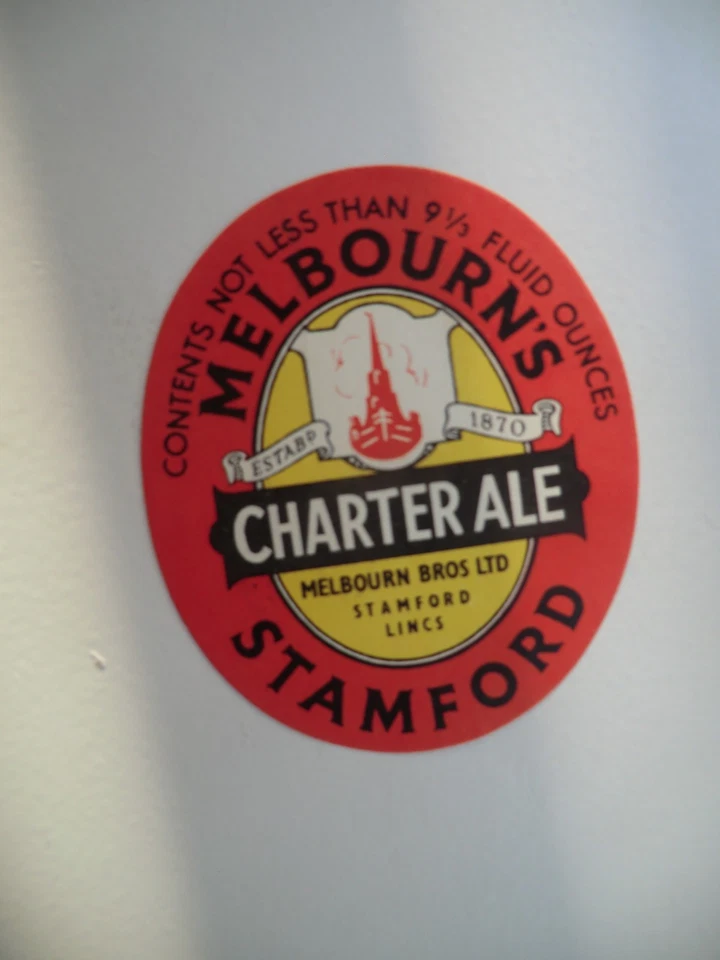 CONTENTS NOT LESS THAN 9⅓ FLUID OUNCES
MELBOURN'S
ESTABD 1870
CHARTER ALE
MELBOURN BROS LTD
STAMFORD
LINCS
STAMFORD